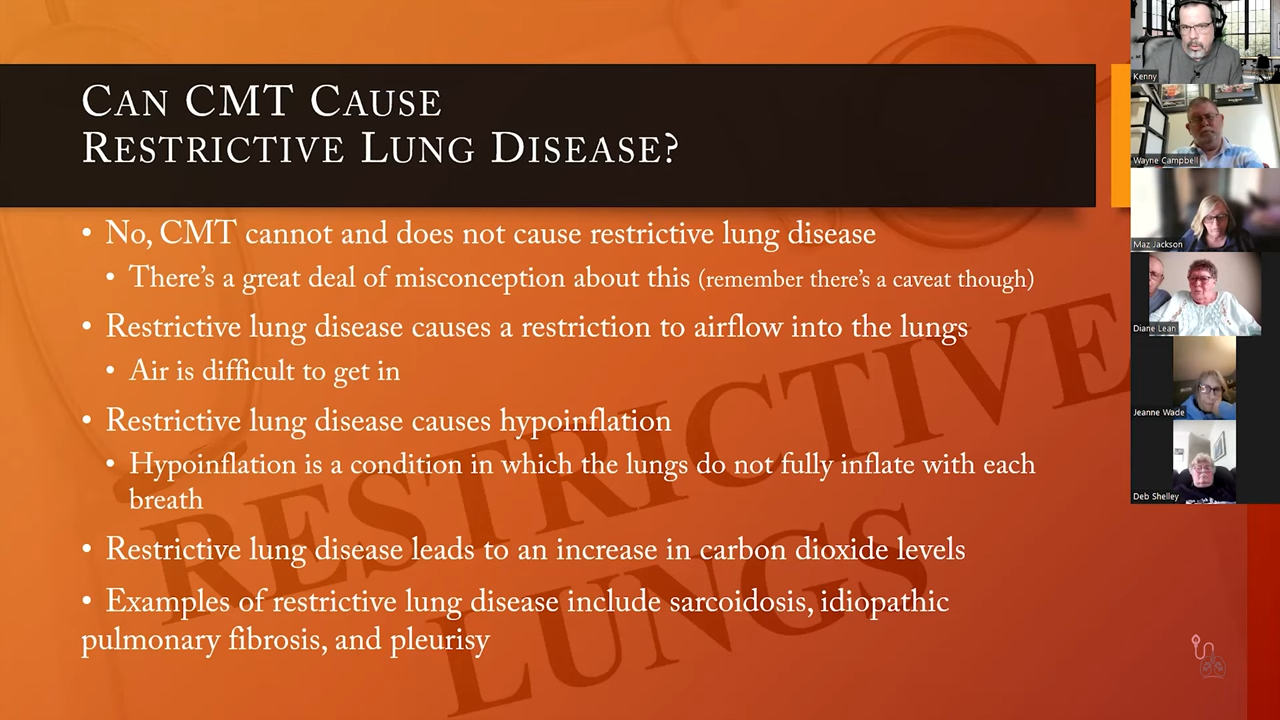 CAN CMT CAUSE
RESTRICTIVE LUNG DISEASE?
• No, CMT cannot and does not cause restrictive lung disease
• There’s a great deal of misconception about this (remember there’s a caveat though)
• Restrictive lung disease causes a restriction to airflow into the lungs
• Air is difficult to get in
• Restrictive lung disease causes hypoinflation
• Hypoinflation is a condition in which the lungs do not fully inflate with each
breath
• Restrictive lung disease leads to an increase in carbon dioxide levels
• Examples of restrictive lung disease include sarcoidosis, idiopathic
pulmonary fibrosis, and pleurisy
RESTRICTIVE
LUNGS
Kenny
Wayne Campbell
Maz Jackson
Diane Lean
Jeanne Wade
Deb Shelley